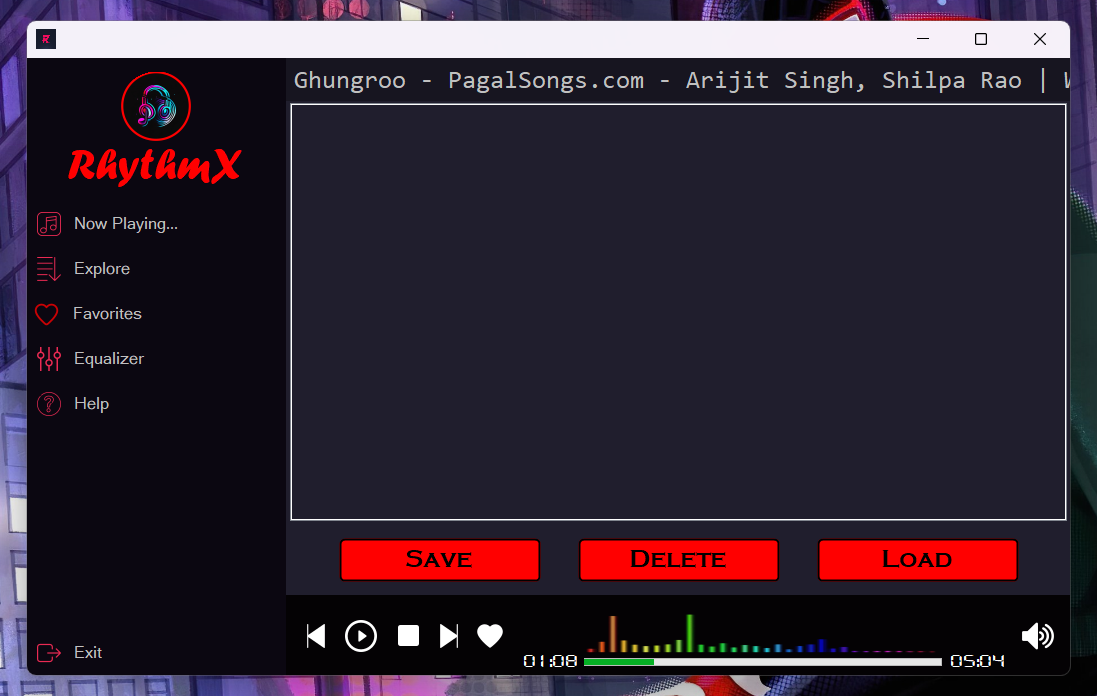 Ghungroo - PagalSongs.com - Arijit Singh, Shilpa Rao |
RhythmX
Now Playing...
Explore
Favorites
Equalizer
Help
Save
Delete
Load
01:08
05:04
Exit